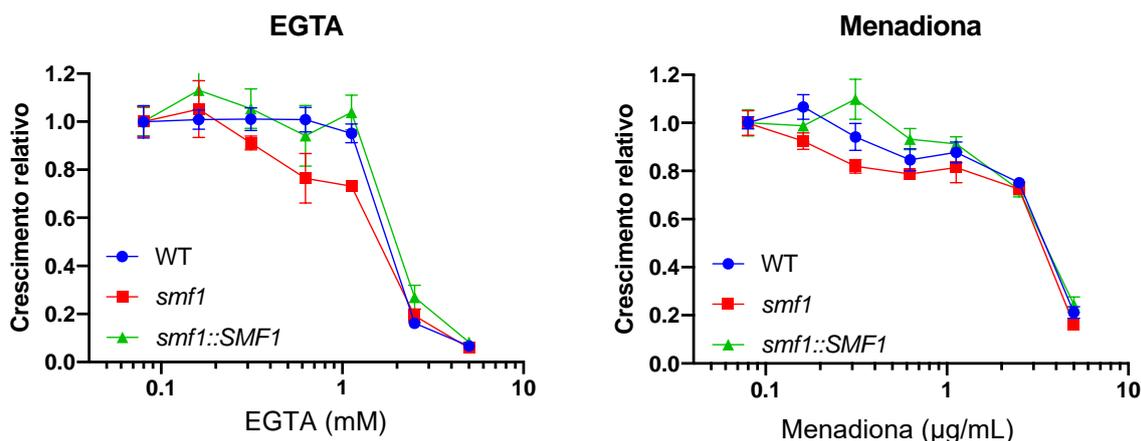 EGTA
Crescimento relativo
1.2
1.0
0.8
0.6
0.4
0.2
0.0
WT
smf1
smf1::SMF1
0.1
1
10
EGTA (mM)
Menadiona
Crescimento relativo
1.2
1.0
0.8
0.6
0.4
0.2
0.0
WT
smf1
smf1::SMF1
0.1
1
10
Menadiona (µg/mL)